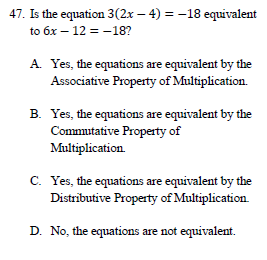 47. Is the equation 3(2x – 4) = –18 equivalent
to 6x – 12 = –18?
A. Yes, the equations are equivalent by the
Associative Property of Multiplication.
B. Yes, the equations are equivalent by the
Commutative Property of
Multiplication.
C. Yes, the equations are equivalent by the
Distributive Property of Multiplication.
D. No, the equations are not equivalent.